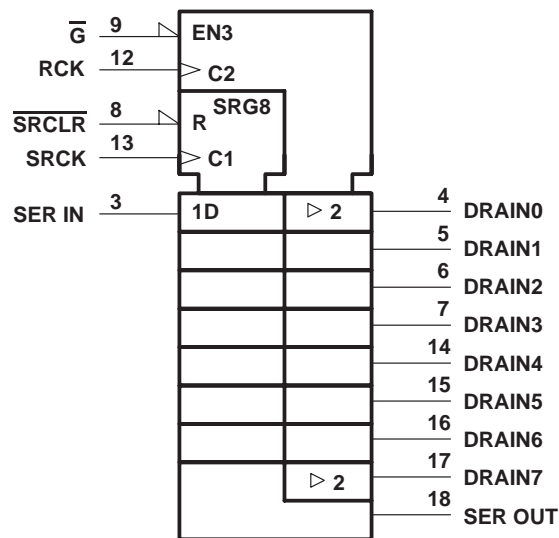 G 9 EN3
RCK 12 C2
SRG8
SRCLR 8 R
SRCK 13 C1
SER IN 3 1D 2 4 DRAIN0
5 DRAIN1
6 DRAIN2
7 DRAIN3
14 DRAIN4
15 DRAIN5
16 DRAIN6
2 17 DRAIN7
18 SER OUT